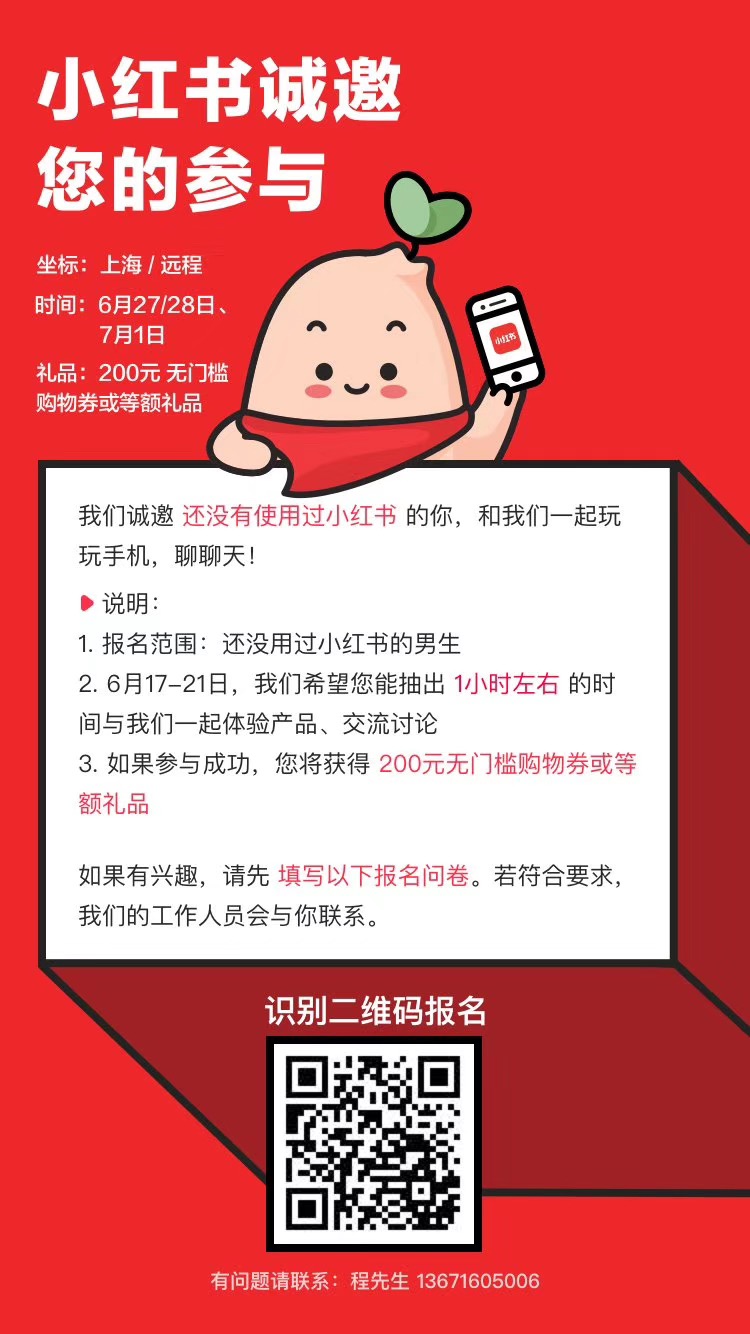 小红书诚邀
您的参与
坐标：上海 / 远程
时间：6月27/28日、
7月1日
礼品：200元 无门槛
购物券或等额礼品
小红书
我们诚邀 还没有使用过小红书 的你，和我们一起玩
玩手机，聊聊天！
说明：
1. 报名范围：还没用过小红书的男生
2. 6月17–21日，我们希望您能抽出 1小时左右 的时
间与我们一起体验产品、交流讨论
3. 如果参与成功，您将获得 200元无门槛购物券或等
额礼品
如果有兴趣，请先 填写以下报名问卷。若符合要求，
我们的工作人员会与你联系。
识别二维码报名
有问题请联系：程先生 13671605006